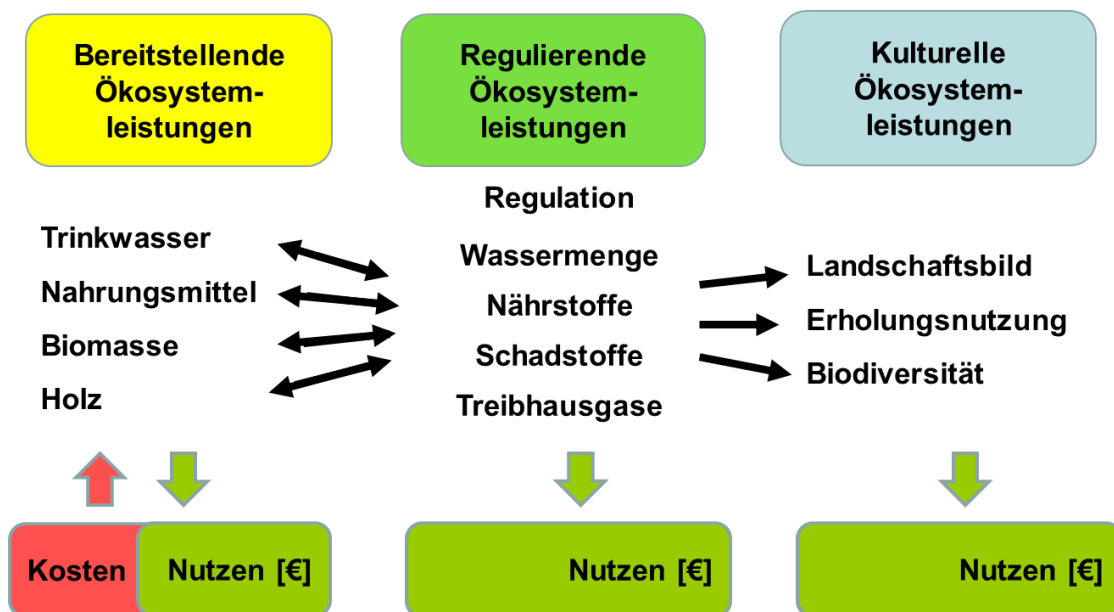 Bereitstellende
Ökosystem-
leistungen
Regulierende
Ökosystem-
leistungen
Kulturelle
Ökosystem-
leistungen
Trinkwasser
Nahrungsmittel
Biomasse
Holz
Regulation
Wassermenge
Nährstoffe
Schadstoffe
Treibhausgase
Landschaftsbild
Erholungsnutzung
Biodiversität
Kosten
Nutzen [€]
Nutzen [€]
Nutzen [€]